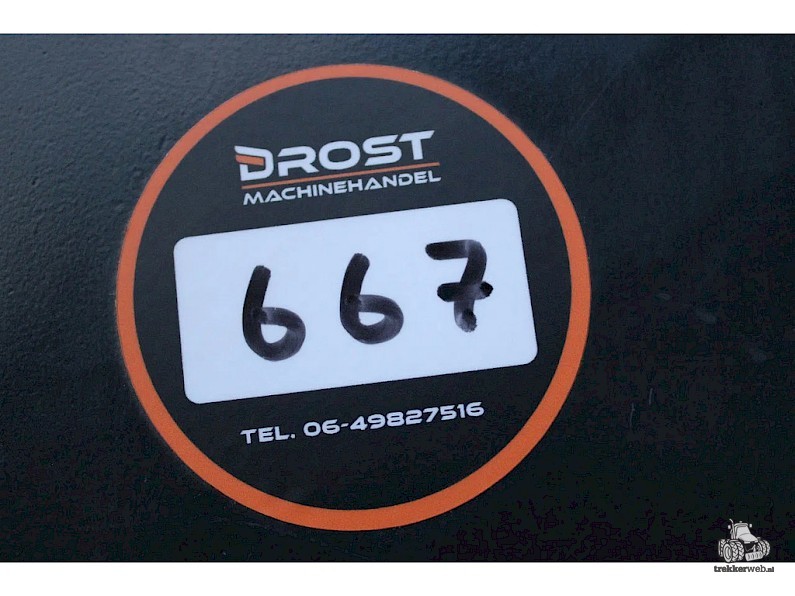 DROST
MACHINEHANDEL
667
TEL. 06-49827516
trekkerweb.nl